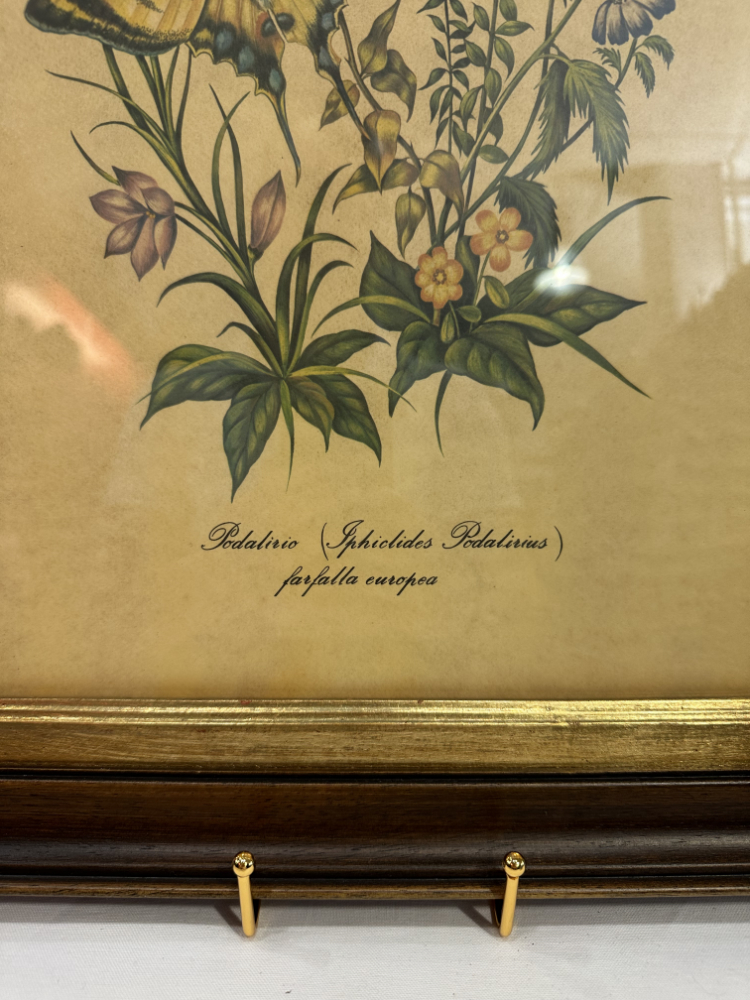 Podalirio (Iphiclides Podalirius)
farfalla europea